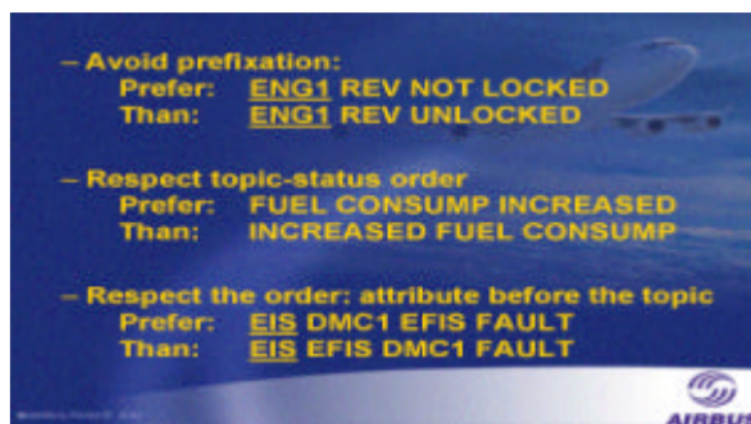 – Avoid prefixation:
Prefer: ENG1 REV NOT LOCKED
Than: ENG1 REV UNLOCKED
– Respect topic-status order
Prefer: FUEL CONSUMP INCREASED
Than: INCREASED FUEL CONSUMP
– Respect the order: attribute before the topic
Prefer: EIS DMC1 EFIS FAULT
Than: EIS EFIS DMC1 FAULT
AIRBUS